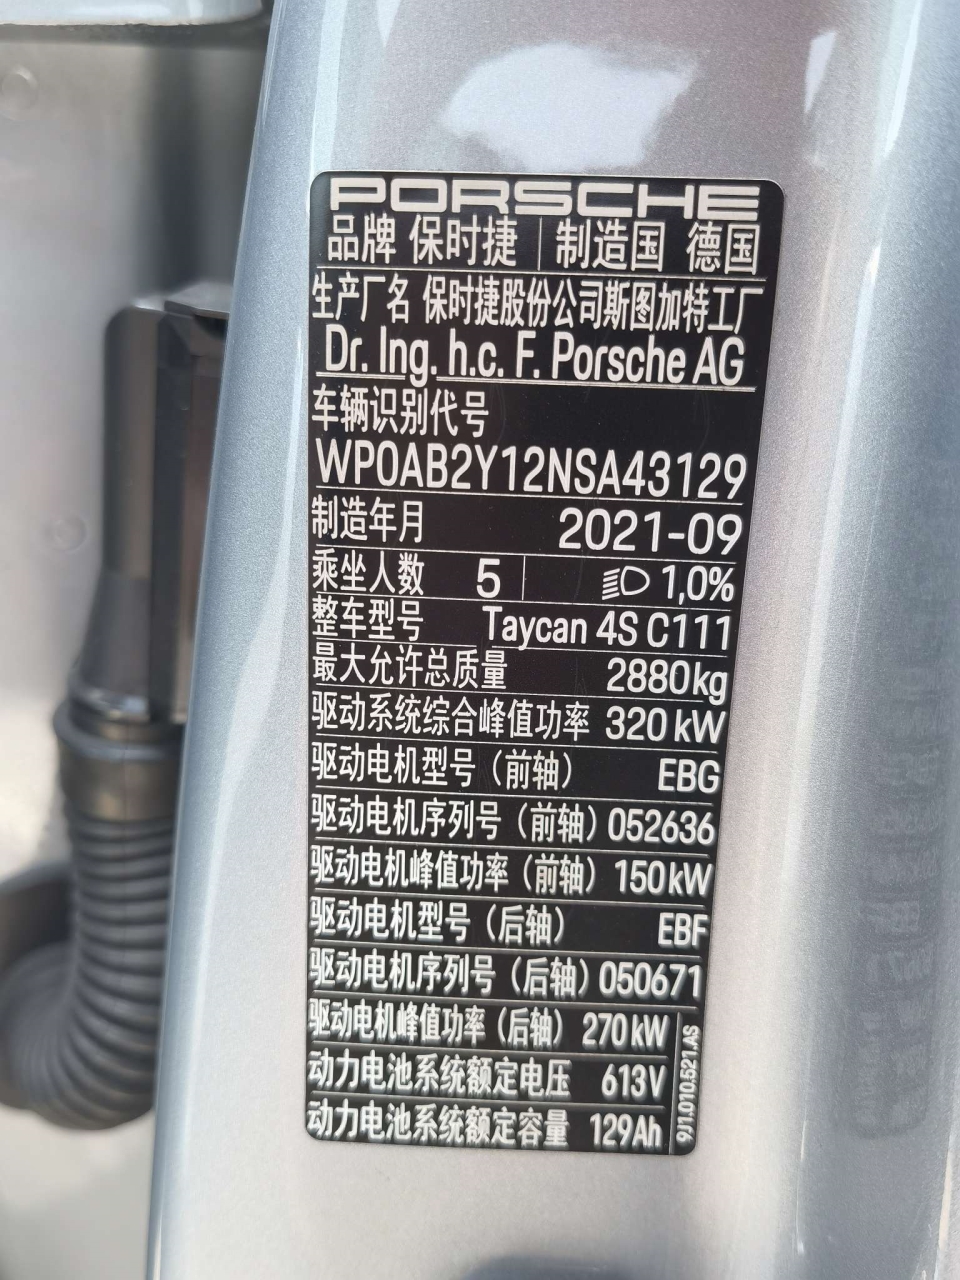 PORSCHE
品牌 保时捷 制造国 德国
生产厂名 保时捷股份公司斯图加特工厂
Dr. Ing. h.c. F. Porsche AG
车辆识别代号
WP0AB2Y12NSA43129
制造年月 2021-09
乘坐人数 5 1,0%
整车型号 Taycan 4S C111
最大允许总质量 2880kg
驱动系统综合峰值功率 320 kW
驱动电机型号（前轴） EBG
驱动电机序列号（前轴）052636
驱动电机峰值功率（前轴）150kW
驱动电机型号（后轴） EBF
驱动电机序列号（后轴）050671
驱动电机峰值功率（后轴）270kW
动力电池系统额定电压 613V
动力电池系统额定容量 129Ah
9J1.010.521.AS